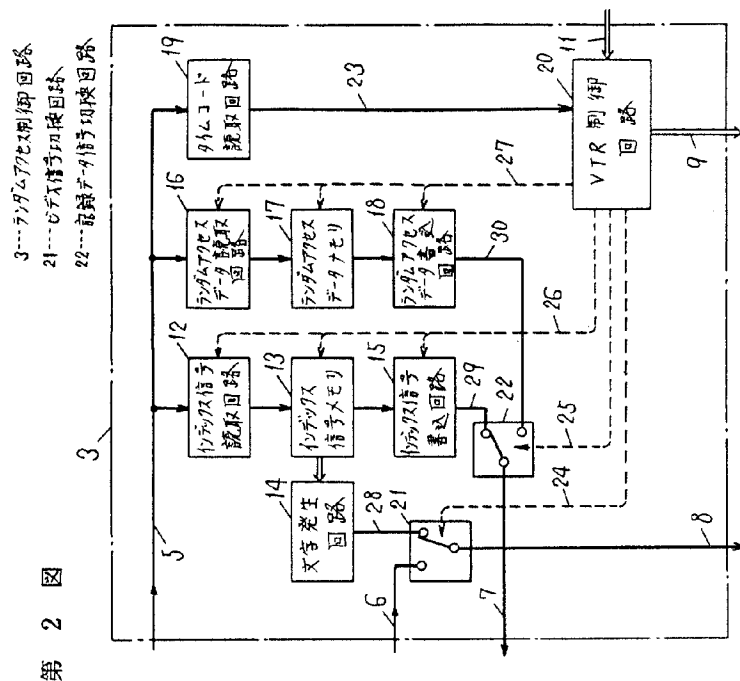 第 2 図
3---ランダムアクセス制御回路
21---ビデオ信号切換回路
22---記録データ信号切換回路
3
5
6
7
8
9
11
12
インデックス信号
読取回路
13
インデックス
信号メモリ
14
文字発生
回路
15
インデックス信号
書込回路
16
ランダムアクセス
データ読取
回路
17
ランダムアクセス
データメモリ
18
ランダムアクセス
データ書込
回路
19
タイムコード
読取回路
20
VTR制御
回路
21
22
23
24
25
26
27
28
29
30